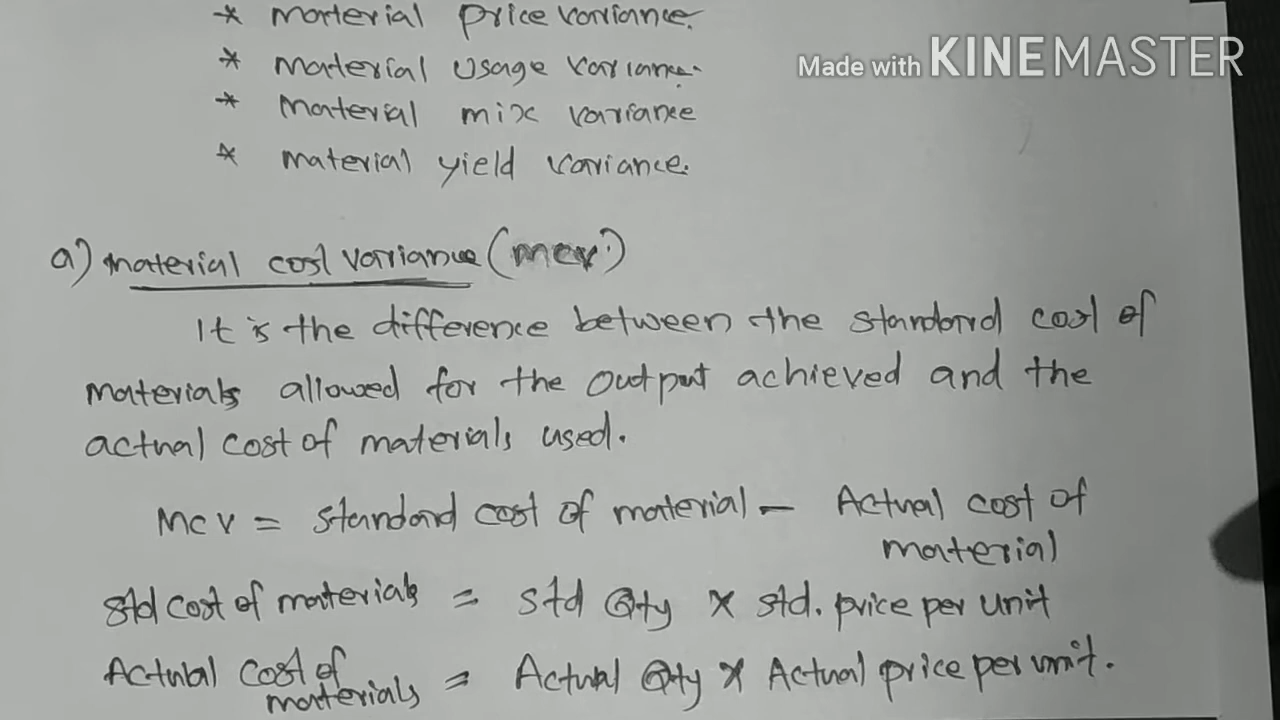 * material price variance.
Made with KINEMASTER
* material usage variance.
* material mix variance
* material yield variance.
a) material cost variance (mcv)
It is the difference between the standard cost of
materials allowed for the output achieved and the
actual cost of materials used.
MCV = standard cost of material - Actual cost of
material
Std cost of materials = Std Qty x std. price per unit
Actual cost of
materials = Actual Qty x Actual price per unit.